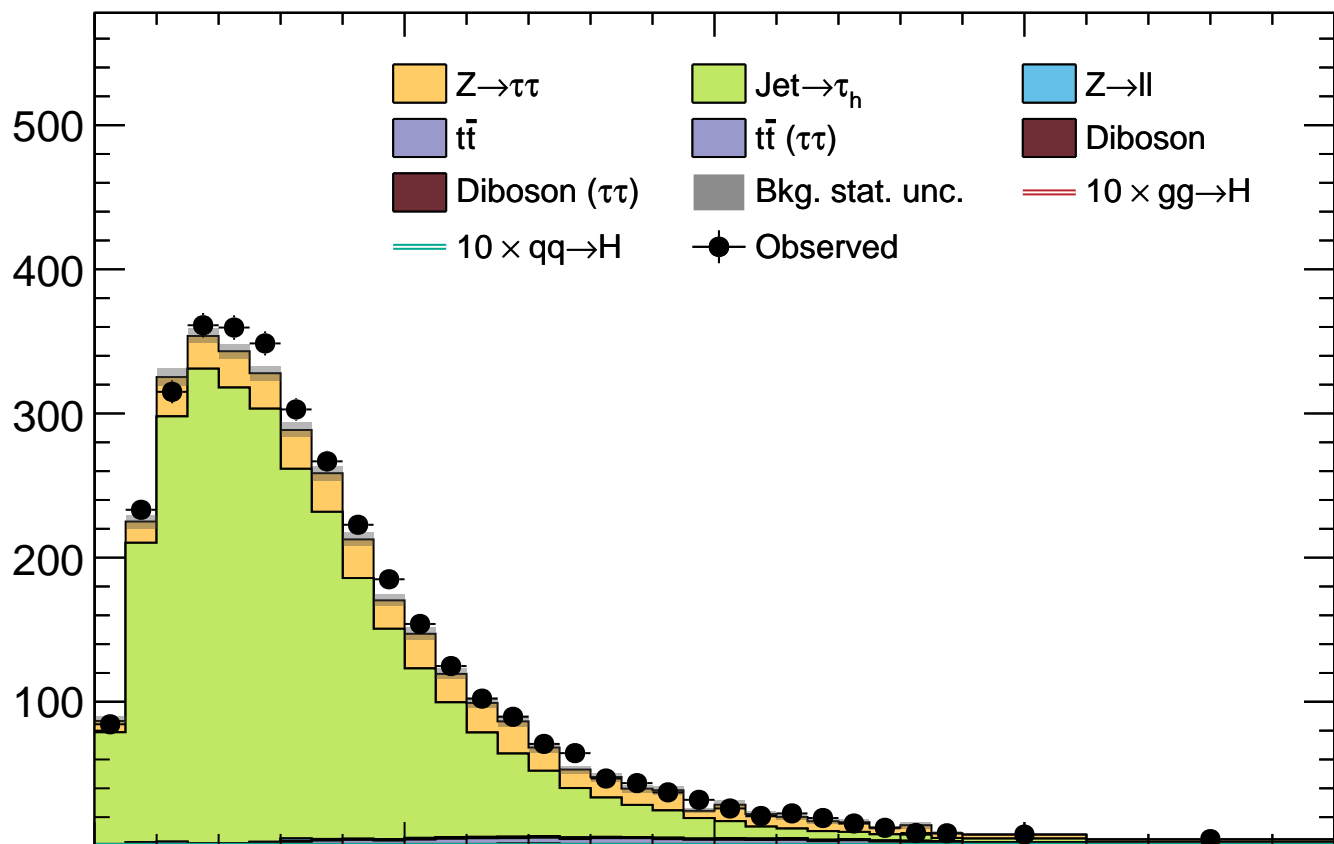 Z→ττ Jet→τh Z→ll
500
tt̄ tt̄ (ττ) Diboson
Diboson (ττ) Bkg. stat. unc. 10 × gg→H
10 × qq→H Observed
400
300
200
100